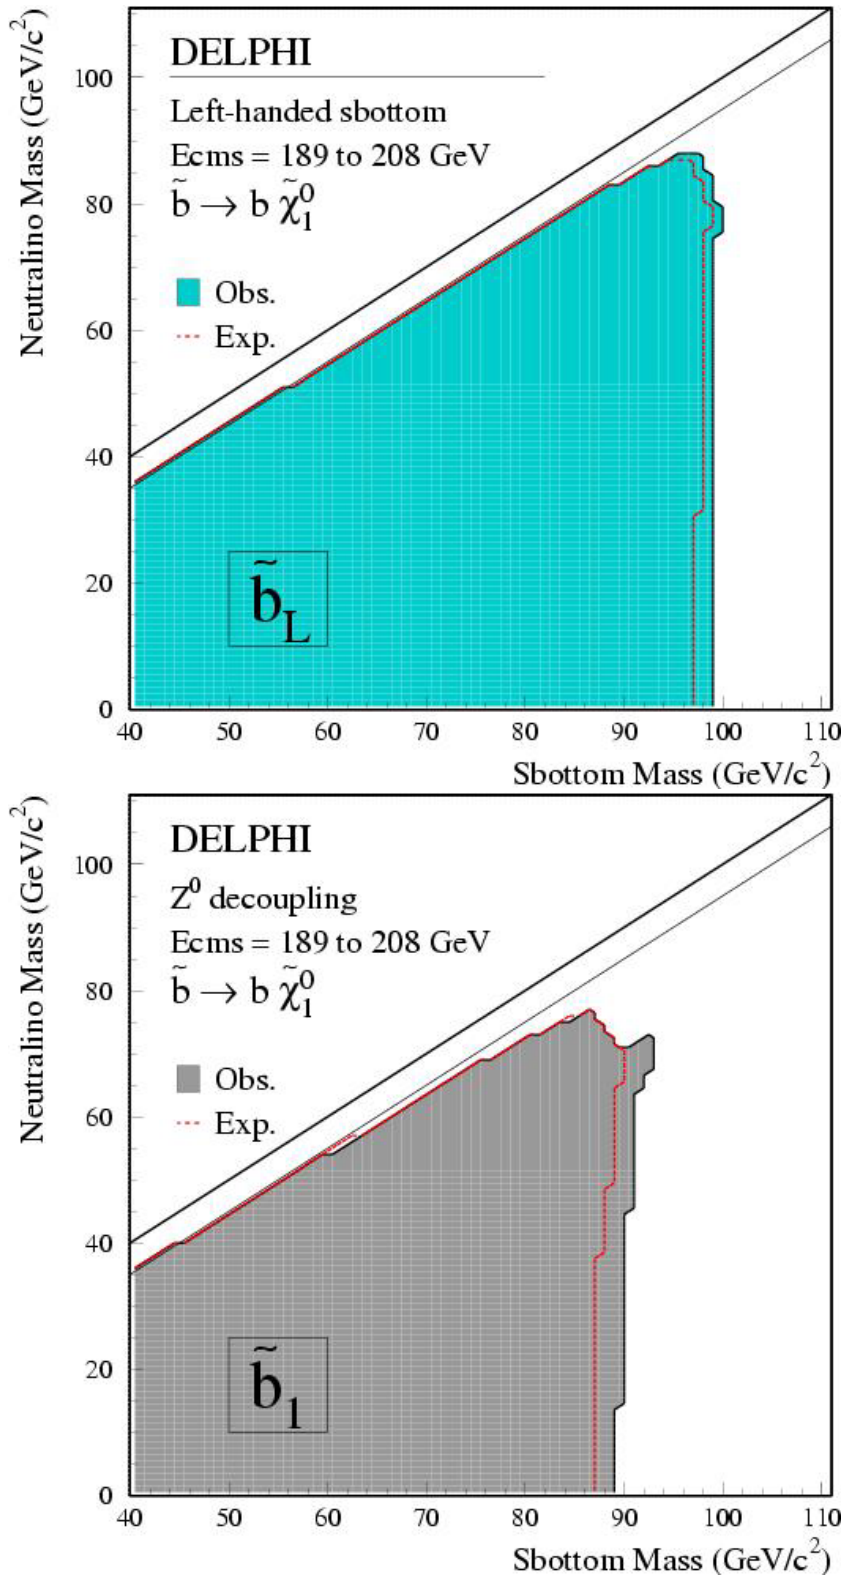 DELPHI
Left-handed sbottom
Ecms = 189 to 208 GeV
b̃ → b χ̃₁⁰
Obs.
Exp.
b̃_L
Neutralino Mass (GeV/c²)
100
80
60
40
20
0
40 50 60 70 80 90 100 110
Sbottom Mass (GeV/c²)
DELPHI
Z⁰ decoupling
Ecms = 189 to 208 GeV
b̃ → b χ̃₁⁰
Obs.
Exp.
b̃₁
Neutralino Mass (GeV/c²)
100
80
60
40
20
0
40 50 60 70 80 90 100 110
Sbottom Mass (GeV/c²)